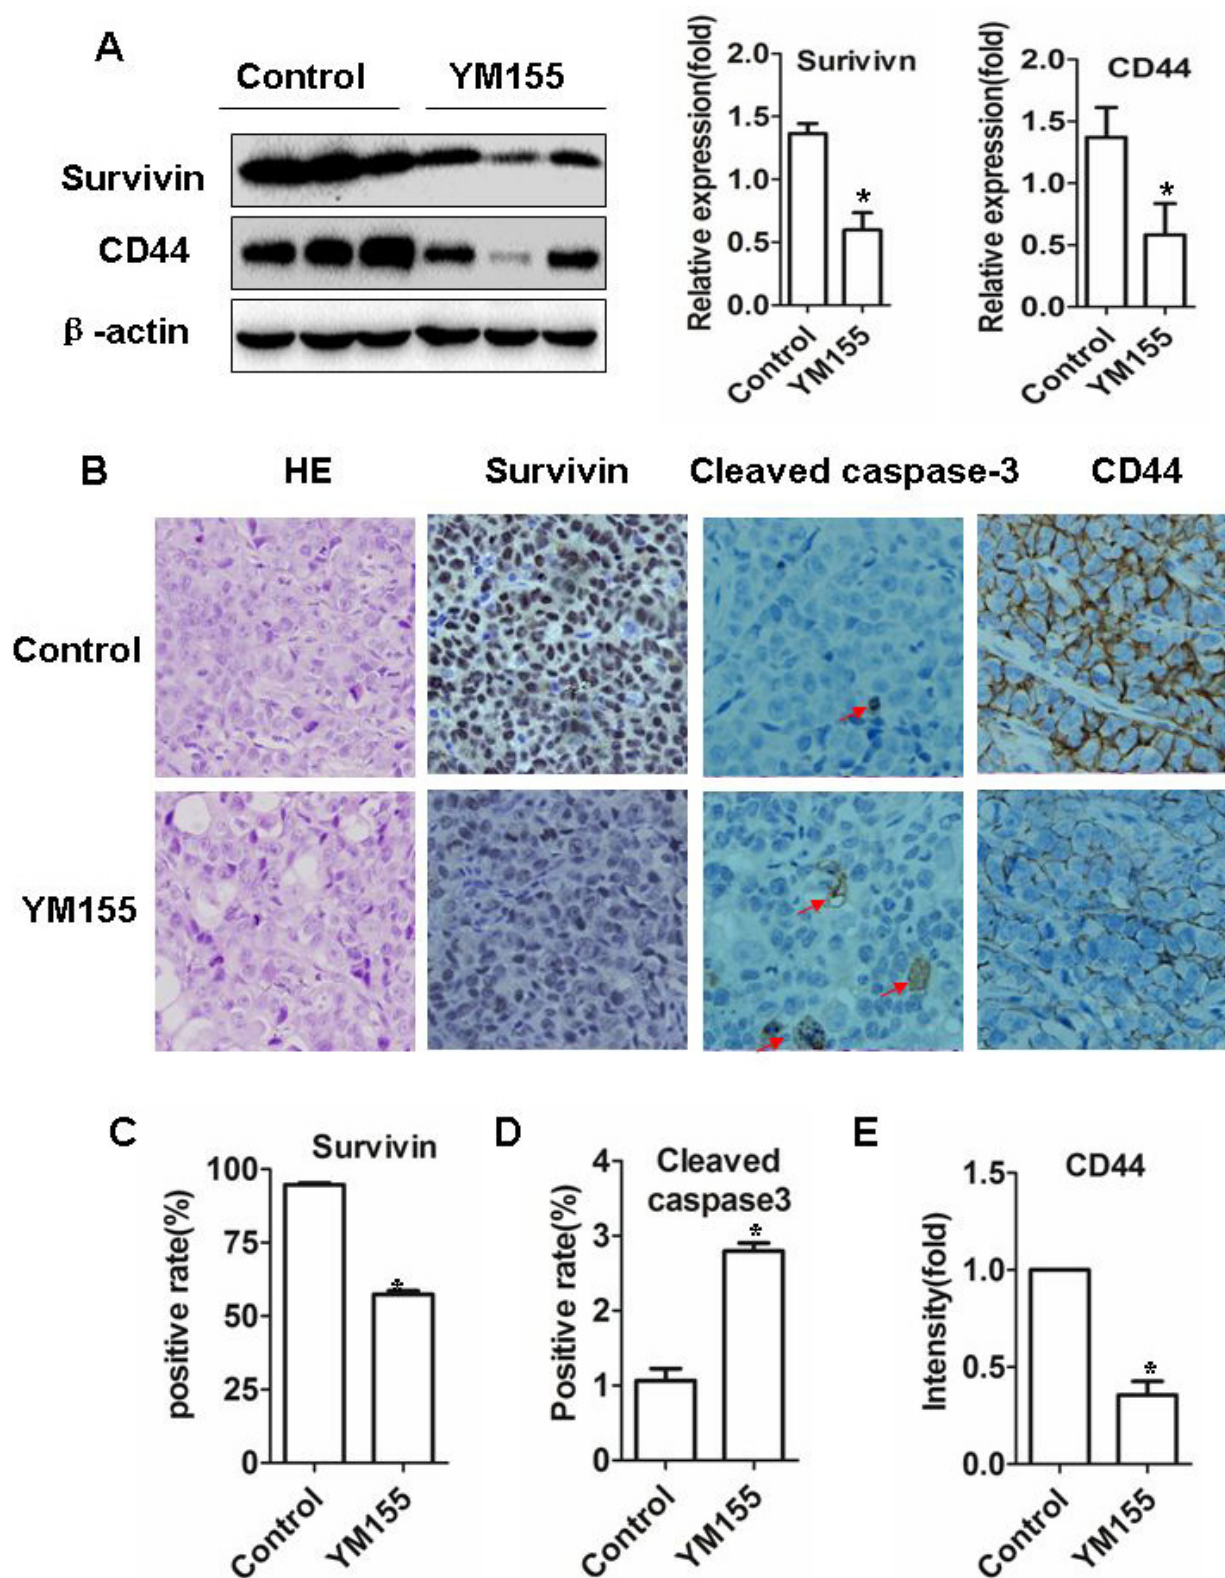 A
Control YM155
Survivin
CD44
β -actin
Relative expression(fold)
2.0
1.5
1.0
0.5
0.0
Surivivn
*
Control
YM155
Relative expression(fold)
2.0
1.5
1.0
0.5
0.0
CD44
*
Control
YM155
B
HE Survivin Cleaved caspase-3 CD44
Control
YM155
C
Survivin
positive rate(%)
100
75
50
25
0
*
Control
YM155
D
Cleaved
caspase3
Positive rate(%)
4
3
2
1
0
*
Control
YM155
E
CD44
Intensity(fold)
1.5
1.0
0.5
0.0
*
Control
YM155